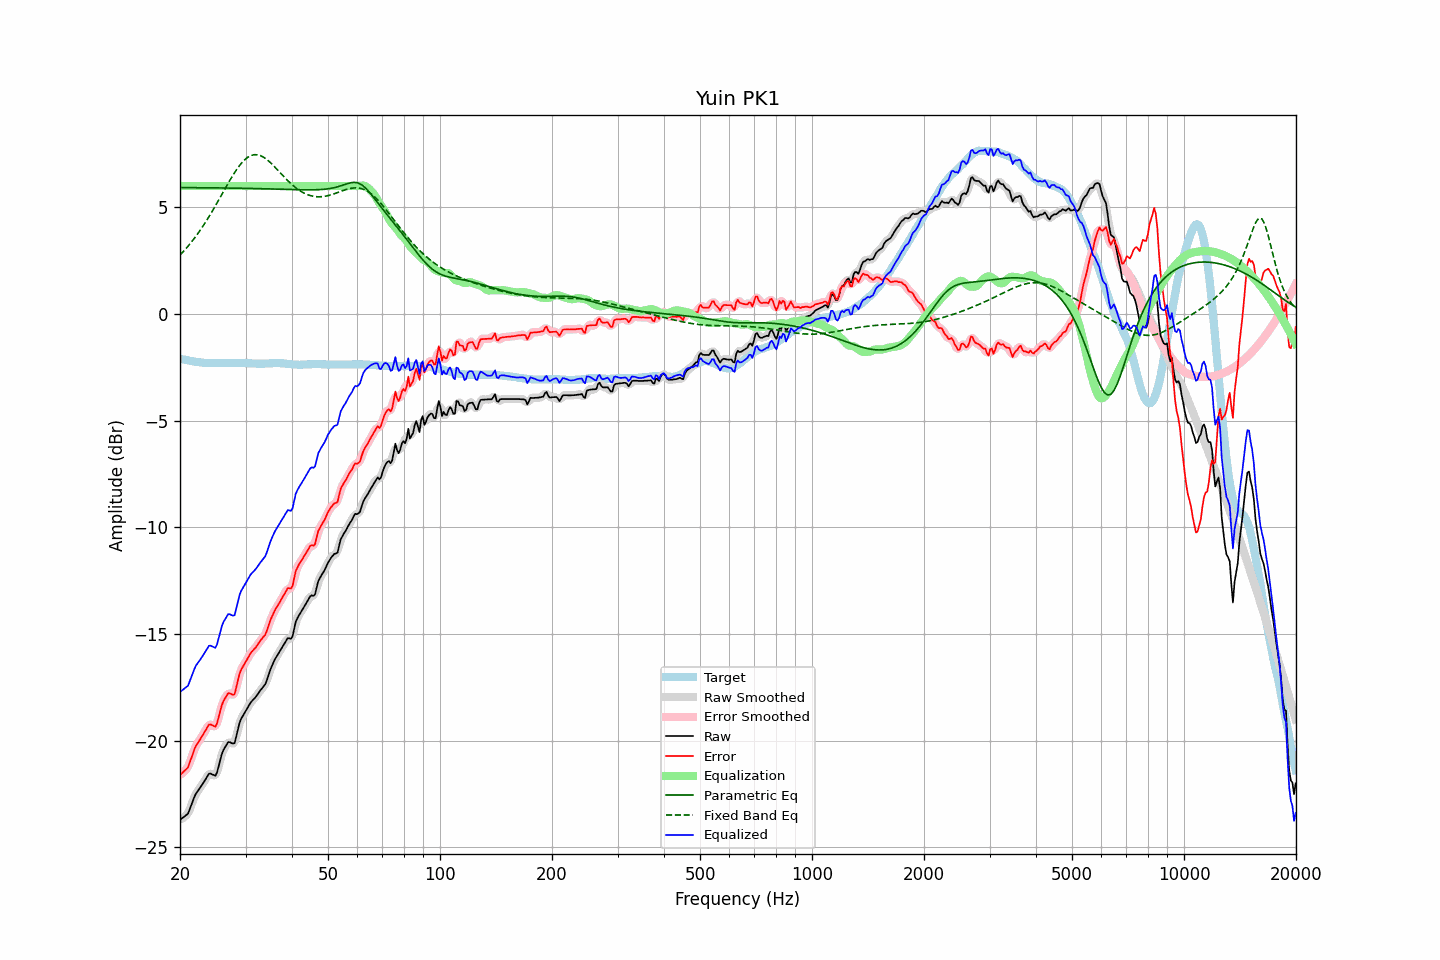 Yuin PK1
Amplitude (dBr)
5
0
−5
−10
−15
−20
−25
Target
Raw Smoothed
Error Smoothed
Raw
Error
Equalization
Parametric Eq
Fixed Band Eq
Equalized
20 50 100 200 500 1000 2000 5000 10000 20000
Frequency (Hz)